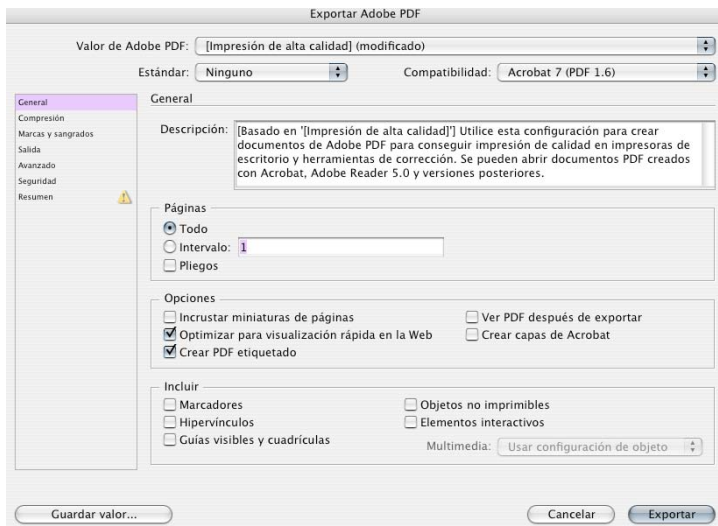 Exportar Adobe PDF
Valor de Adobe PDF: [Impresión de alta calidad] (modificado)
Estándar: Ninguno Compatibilidad: Acrobat 7 (PDF 1.6)
General
Compresión
Marcas y sangrados
Salida
Avanzado
Seguridad
Resumen
General
Descripción: [Basado en '[Impresión de alta calidad]'] Utilice esta configuración para crear
documentos de Adobe PDF para conseguir impresión de calidad en impresoras de
escritorio y herramientas de corrección. Se pueden abrir documentos PDF creados
con Acrobat, Adobe Reader 5.0 y versiones posteriores.
Páginas
Todo
Intervalo: 1
Pliegos
Opciones
Incrustar miniaturas de páginas Ver PDF después de exportar
Optimizar para visualización rápida en la Web Crear capas de Acrobat
Crear PDF etiquetado
Incluir
Marcadores Objetos no imprimibles
Hipervínculos Elementos interactivos
Guías visibles y cuadrículas Multimedia: Usar configuración de objeto
Guardar valor... Cancelar Exportar